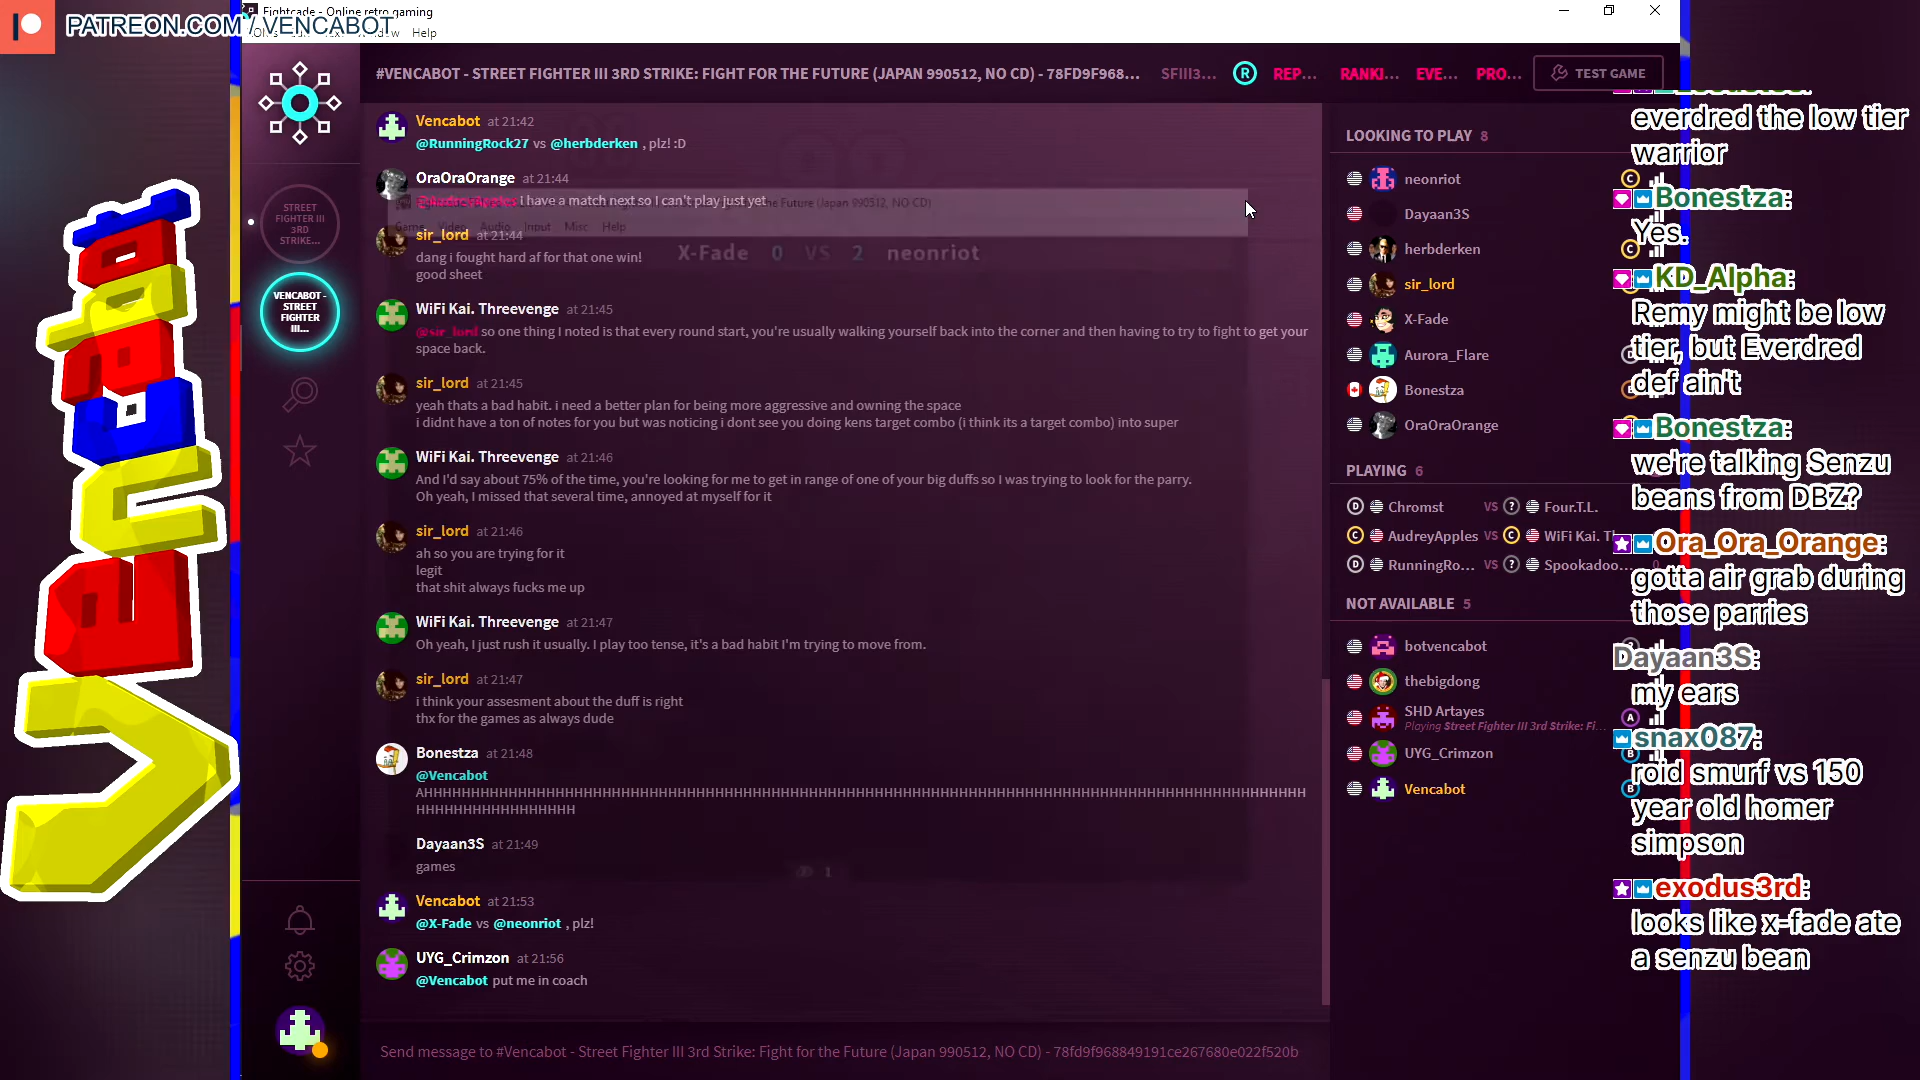 PATREON.COM / VENCABOT
Fightcade - Online retro gaming
Help
#VENCABOT - STREET FIGHTER III 3RD STRIKE: FIGHT FOR THE FUTURE (JAPAN 990512, NO CD) - 78FD9F968...
SFIII3...
R
REP...
RANKI...
EVE...
PRO...
TEST GAME
STREET
FIGHTER III
3RD
STRIKE...
VENCABOT -
STREET
FIGHTER
III...
Vencabot
Vencabot at 21:42
@RunningRock27 vs @herbderken , plz! :D
OraOraOrange at 21:44
i have a match next so I can't play just yet
sir_lord at 21:44
dang i fought hard af for that one win!
good sheet
WiFi Kai. Threevenge at 21:45
@sir_lord so one thing I noted is that every round start, you're usually walking yourself back into the corner and then having to try to fight to get your
space back.
sir_lord at 21:45
yeah thats a bad habit. i need a better plan for being more aggressive and owning the space
i didnt have a ton of notes for you but was noticing i dont see you doing kens target combo (i think its a target combo) into super
WiFi Kai. Threevenge at 21:46
And I'd say about 75% of the time, you're looking for me to get in range of one of your big duffs so I was trying to look for the parry.
Oh yeah, I missed that several time, annoyed at myself for it
sir_lord at 21:46
ah so you are trying for it
legit
that shit always fucks me up
WiFi Kai. Threevenge at 21:47
Oh yeah, I just rush it usually. I play too tense, it's a bad habit I'm trying to move from.
sir_lord at 21:47
i think your assesment about the duff is right
thx for the games as always dude
Bonestza at 21:48
@Vencabot
Dayaan3S at 21:49
games
Vencabot at 21:53
@X-Fade vs @neonriot , plz!
UYG_Crimzon at 21:56
@Vencabot put me in coach
Send message to #Vencabot - Street Fighter III 3rd Strike: Fight for the Future (Japan 990512, NO CD) - 78fd9f968849191ce267680e022f520b
Future (Japan 990512, NO CD)
Game Video Audio Input Misc Help
X-Fade 0 VS 2 neonriot
1
LOOKING TO PLAY 8
neonriot
Dayaan3S
herbderken
sir_lord
X-Fade
Aurora_Flare
Bonestza
OraOraOrange
PLAYING 6
D Chromst VS ? Four.T.L.
C AudreyApples VS C WiFi Kai. Th
D RunningRo... VS ? Spookadoo...
NOT AVAILABLE 5
botvencabot
thebigdong
SHD Artayes A
Playing Street Fighter III 3rd Strike: Fi...
UYG_Crimzon B
Vencabot B
everdred the low tier
warrior
Bonestza:
Yes.
KD_Alpha:
Remy might be low
tier, but Everdred
def ain't
Bonestza:
we're talking Senzu
beans from DBZ?
Ora_Ora_Orange:
gotta air grab during
those parries
Dayaan3S:
my ears
snax087:
roid smurf vs 150
year old homer
simpson
exodus3rd:
looks like x-fade ate
a senzu bean